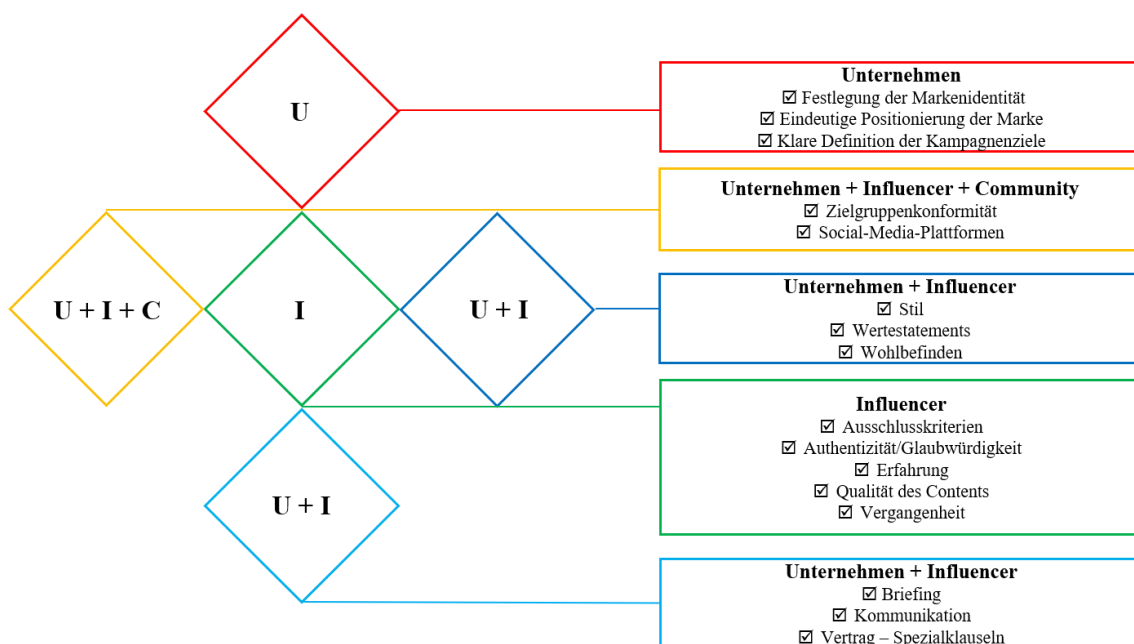 U
Unternehmen
☑ Festlegung der Markenidentität
☑ Eindeutige Positionierung der Marke
☑ Klare Definition der Kampagnenziele
Unternehmen + Influencer + Community
☑ Zielgruppenkonformität
☑ Social-Media-Plattformen
U + I + C
I
U + I
Unternehmen + Influencer
☑ Stil
☑ Wertestatements
☑ Wohlbefinden
Influencer
☑ Ausschlusskriterien
☑ Authentizität/Glaubwürdigkeit
☑ Erfahrung
☑ Qualität des Contents
☑ Vergangenheit
U + I
Unternehmen + Influencer
☑ Briefing
☑ Kommunikation
☑ Vertrag – Spezialklauseln